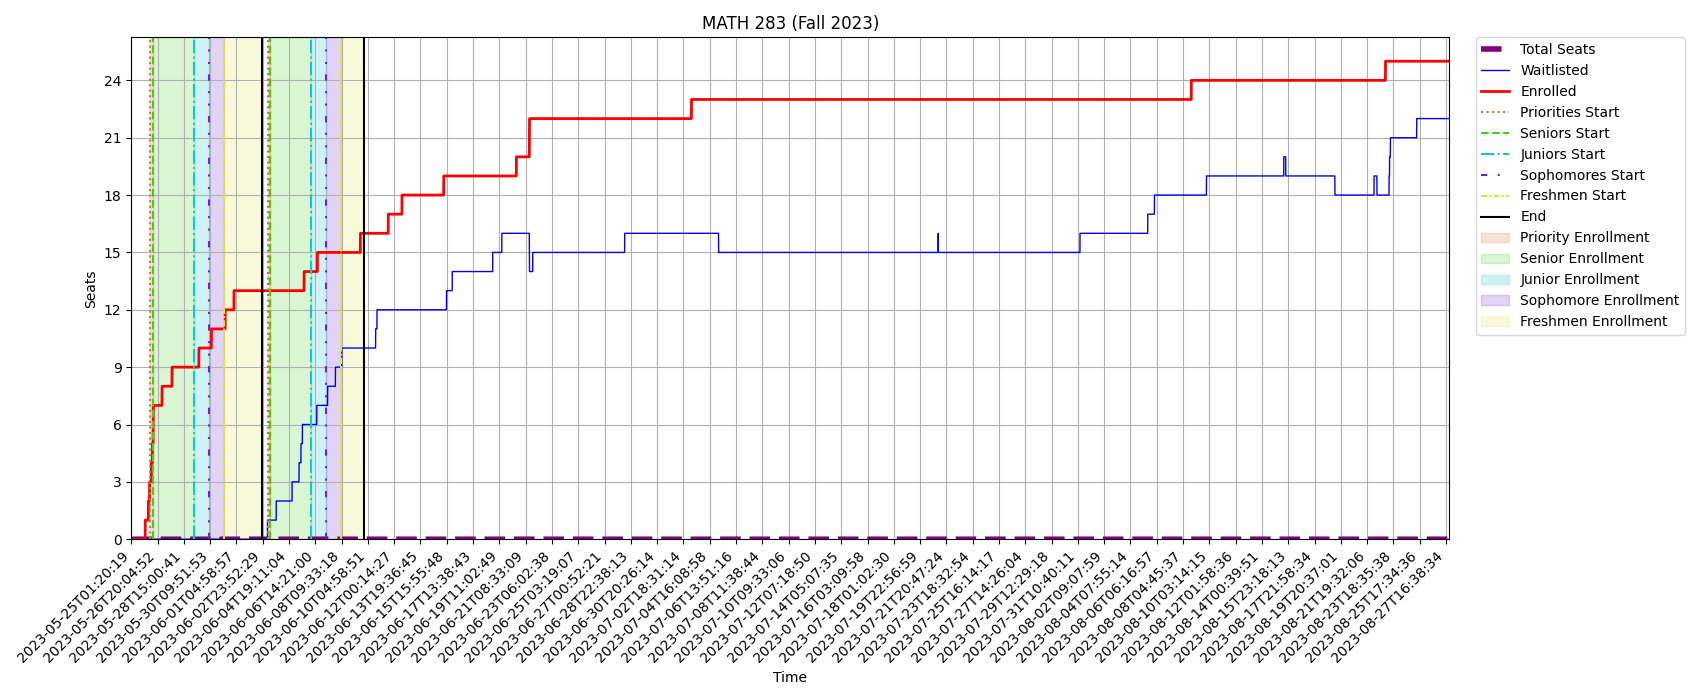 MATH 283 (Fall 2023)
Seats
24
21
18
15
12
9
6
3
0
2023-05-25T01:20:19
2023-05-26T20:04:52
2023-05-28T15:00:41
2023-05-30T09:51:53
2023-06-01T04:58:57
2023-06-02T23:52:29
2023-06-04T19:11:04
2023-06-06T14:21:00
2023-06-08T09:33:18
2023-06-10T04:58:51
2023-06-12T00:14:27
2023-06-13T19:36:45
2023-06-15T15:55:48
2023-06-17T13:38:43
2023-06-19T11:02:49
2023-06-21T08:33:09
2023-06-23T06:02:38
2023-06-25T03:19:07
2023-06-27T00:52:21
2023-06-28T22:38:13
2023-06-30T20:26:14
2023-07-02T18:31:14
2023-07-04T16:08:58
2023-07-06T13:51:16
2023-07-08T11:38:44
2023-07-10T09:33:06
2023-07-12T07:18:50
2023-07-14T05:07:35
2023-07-16T03:09:58
2023-07-18T01:02:30
2023-07-19T22:56:59
2023-07-21T20:47:24
2023-07-23T18:32:54
2023-07-25T16:14:17
2023-07-27T14:26:04
2023-07-29T12:29:18
2023-07-31T10:40:11
2023-08-02T09:07:59
2023-08-04T07:55:14
2023-08-06T06:16:57
2023-08-08T04:45:37
2023-08-10T03:14:15
2023-08-12T01:58:36
2023-08-14T00:39:51
2023-08-15T23:18:13
2023-08-17T21:58:34
2023-08-19T20:37:01
2023-08-21T19:32:06
2023-08-23T18:35:38
2023-08-25T17:34:36
2023-08-27T16:38:34
Time
Total Seats
Waitlisted
Enrolled
Priorities Start
Seniors Start
Juniors Start
Sophomores Start
Freshmen Start
End
Priority Enrollment
Senior Enrollment
Junior Enrollment
Sophomore Enrollment
Freshmen Enrollment